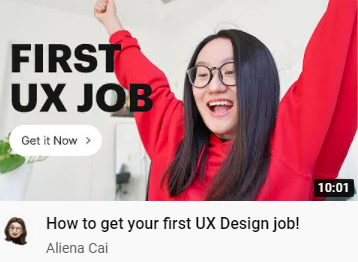 FIRST
UX JOB
Get it Now >
10:01
How to get your first UX Design job!
Aliena Cai